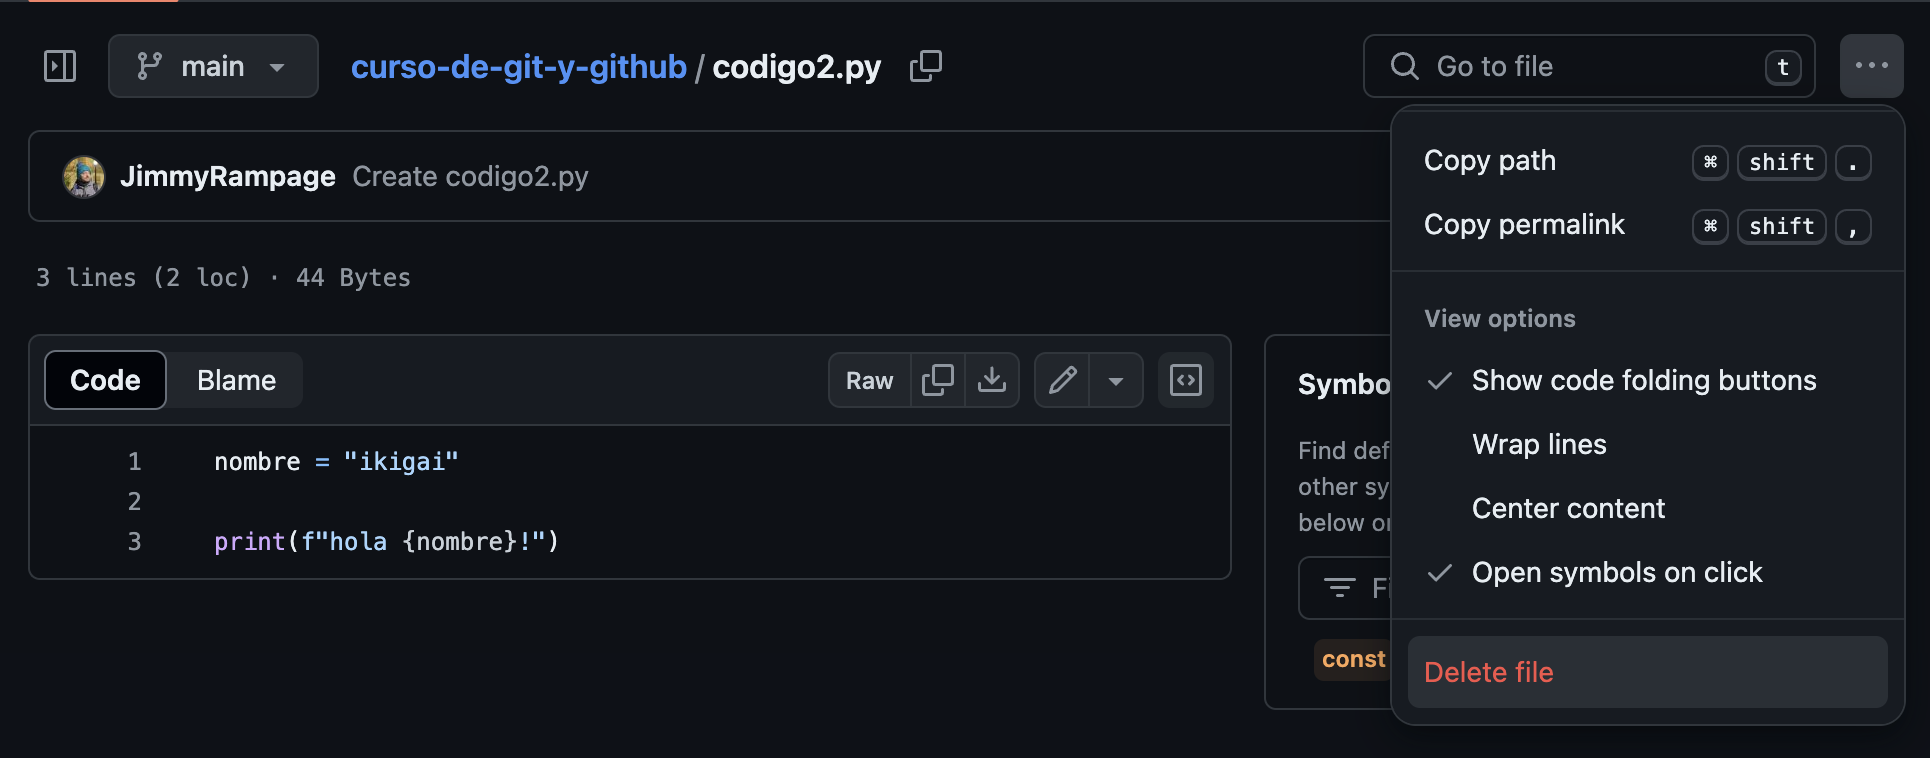 main
curso-de-git-y-github / codigo2.py
Go to file
t
JimmyRampage Create codigo2.py
3 lines (2 loc) · 44 Bytes
Code Blame
Raw
1 nombre = "ikigai"
2
3 print(f"hola {nombre}!")
Find def
other sy
below or
const
Copy path ⌘ shift .
Copy permalink ⌘ shift ,
View options
Show code folding buttons
Wrap lines
Center content
Open symbols on click
Delete file